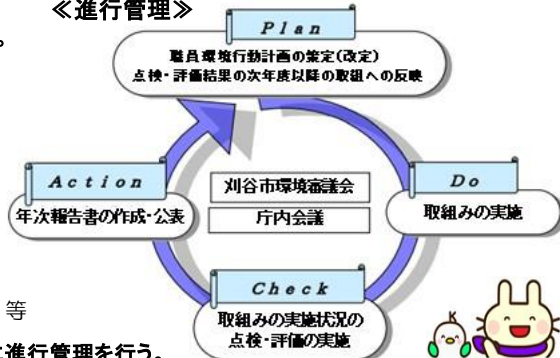 ≪進行管理≫
。
Plan
職員環境行動計画の策定(改定)
点検・評価結果の次年度以降の取組への反映
Action
年次報告書の作成・公表
刈谷市環境審議会
庁内会議
Do
取組みの実施
Check
取組みの実施状況の
点検・評価の実施
等
進行管理を行う。